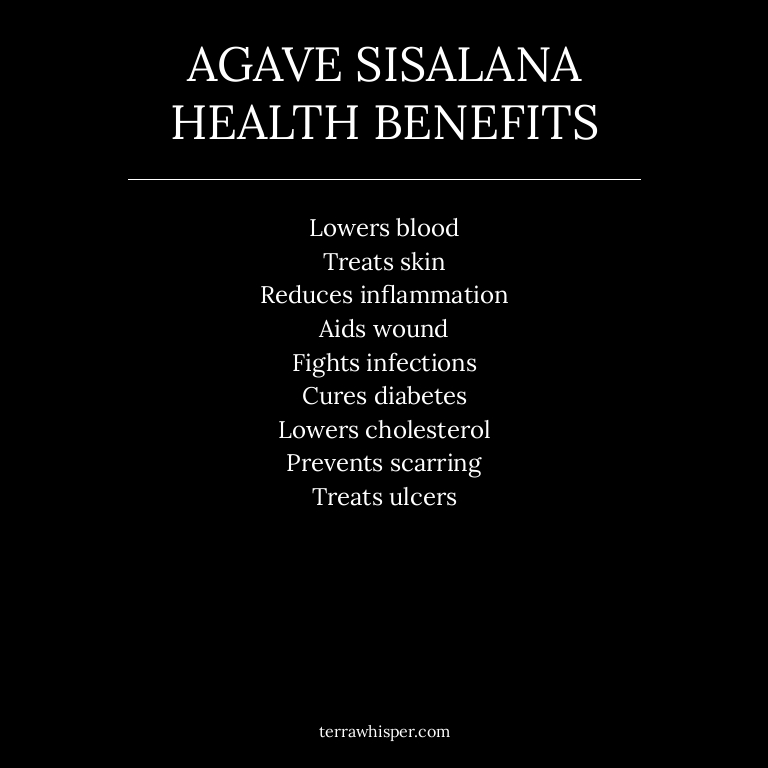 AGAVE SISALANA
HEALTH BENEFITS
Lowers blood
Treats skin
Reduces inflammation
Aids wound
Fights infections
Cures diabetes
Lowers cholesterol
Prevents scarring
Treats ulcers
terrawhisper.com